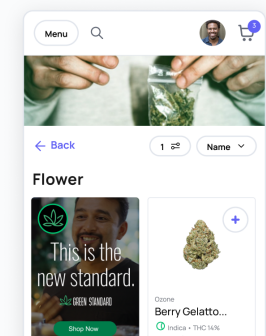 Menu
3
Back
1
Name
Flower
This is the
new standard.
GREEN STANDARD
Shop Now
Ozone
Berry Gelatto...
Indica • THC 14%